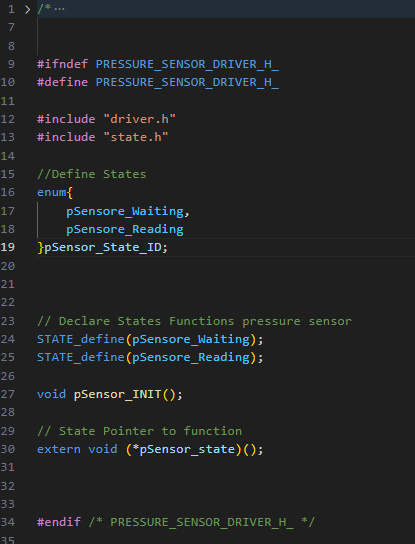 1 > /* ...
7
8
9 #ifndef PRESSURE_SENSOR_DRIVER_H_
10 #define PRESSURE_SENSOR_DRIVER_H_
11
12 #include "driver.h"
13 #include "state.h"
14
15 //Define States
16 enum{
17 pSensore_Waiting,
18 pSensore_Reading
19 }pSensor_State_ID;
20
21
22
23 // Declare States Functions pressure sensor
24 STATE_define(pSensore_Waiting);
25 STATE_define(pSensore_Reading);
26
27 void pSensor_INIT();
28
29 // State Pointer to function
30 extern void (*pSensor_state)();
31
32
33
34 #endif /* PRESSURE_SENSOR_DRIVER_H_ */
35